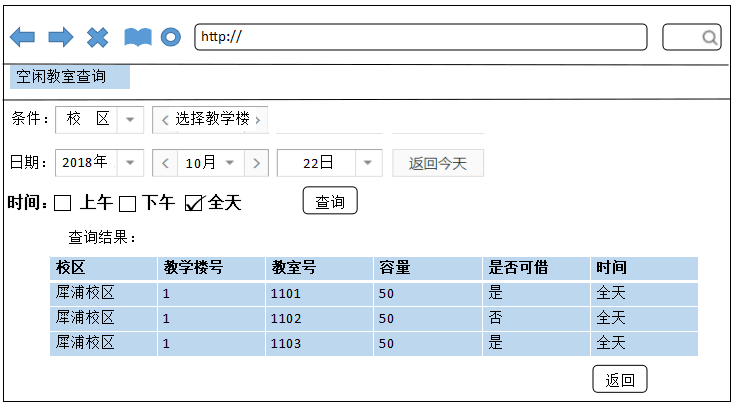 http://
空闲教室查询
条件： 校 区 < 选择教学楼 >
日期： 2018年 < 10月 > 22日 返回今天
时间： 上午 下午 全天 查询
查询结果：
校区 教学楼号 教室号 容量 是否可借 时间
犀浦校区 1 1101 50 是 全天
犀浦校区 1 1102 50 否 全天
犀浦校区 1 1103 50 是 全天
返回